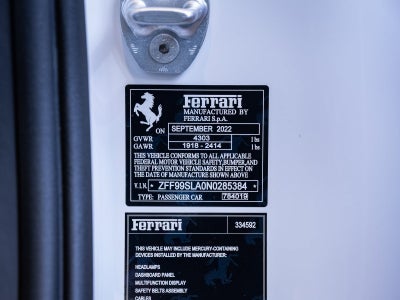 Ferrari
MANUFACTURED BY
FERRARI S.p.A.
ON SEPTEMBER 2022
GVWR 4303 lbs
GAWR 1918 - 2414 lbs
THIS VEHICLE CONFORMS TO ALL APPLICABLE
FEDERAL MOTOR VEHICLE SAFETY, BUMPER, AND
THEFT PREVENTION STANDARDS IN EFFECT ON
THE DATE OF MANUFACTURE SHOWN ABOVE
V.I.N. * ZFF99SLA0N0285384 *
TYPE: PASSENGER CAR 784019
Ferrari 334592
THIS VEHICLE MAY INCLUDE MERCURY-CONTAINING
DEVICES INSTALLED BY THE MANUFACTURER:
HEADLAMPS
DASHBOARD PANEL
MULTIFUNCTION DISPLAY
SAFETY BELTS ASSEMBLY
CABLES